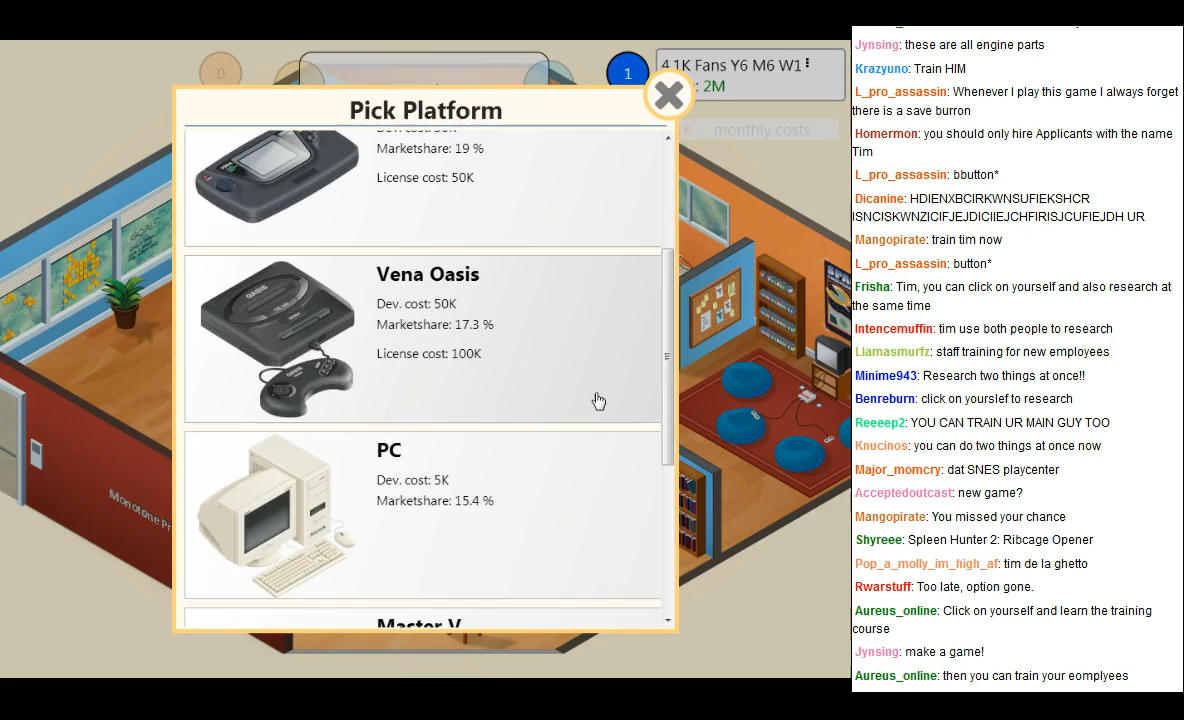 0
1
4.1K Fans Y6 M6 W1
: 2M
K monthly costs
Pick Platform
Marketshare: 19 %
License cost: 50K
Vena Oasis
Dev. cost: 50K
Marketshare: 17.3 %
License cost: 100K
PC
Dev. cost: 5K
Marketshare: 15.4 %
Master V
GOALS
OASIS
OASIS
Monotone Pr
Jynsing: these are all engine parts
Krazyuno: Train HIM
L_pro_assassin: Whenever I play this game I always forget
there is a save burron
Homermon: you should only hire Applicants with the name
Tim
L_pro_assassin: bbutton*
Dicanine: HDIENXBCIRKWNSUFIEKSHCR
ISNCISKWNZICIFJEJDICIIEJCHFIRISJCUFIEJDH UR
Mangopirate: train tim now
L_pro_assassin: button*
Frisha: Tim, you can click on yourself and also research at
the same time
Intencemuffin: tim use both people to research
Llamasmurfz: staff training for new employees
Minime943: Research two things at once!!
Benreburn: click on yourslef to research
Reeeep2: YOU CAN TRAIN UR MAIN GUY TOO
Knucinos: you can do two things at once now
Major_momcry: dat SNES playcenter
Acceptedoutcast: new game?
Mangopirate: You missed your chance
Shyreee: Spleen Hunter 2: Ribcage Opener
Pop_a_molly_im_high_af: tim de la ghetto
Rwarstuff: Too late, option gone.
Aureus_online: Click on yourself and learn the training
course
Jynsing: make a game!
Aureus_online: then you can train your eomplyees